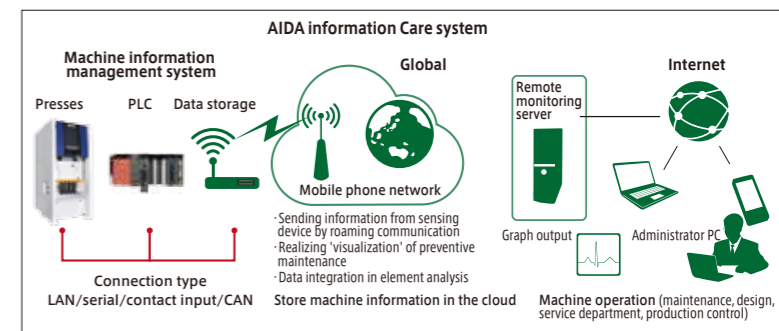 AIDA information Care system
Machine information
management system
Presses
PLC
Data storage
Connection type
LAN/serial/contact input/CAN
Global
Mobile phone network
·Sending information from sensing
device by roaming communication
·Realizing 'visualization' of preventive
maintenance
·Data integration in element analysis
Store machine information in the cloud
Internet
Remote
monitoring
server
Graph output
Administrator PC
Machine operation (maintenance, design,
service department, production control)